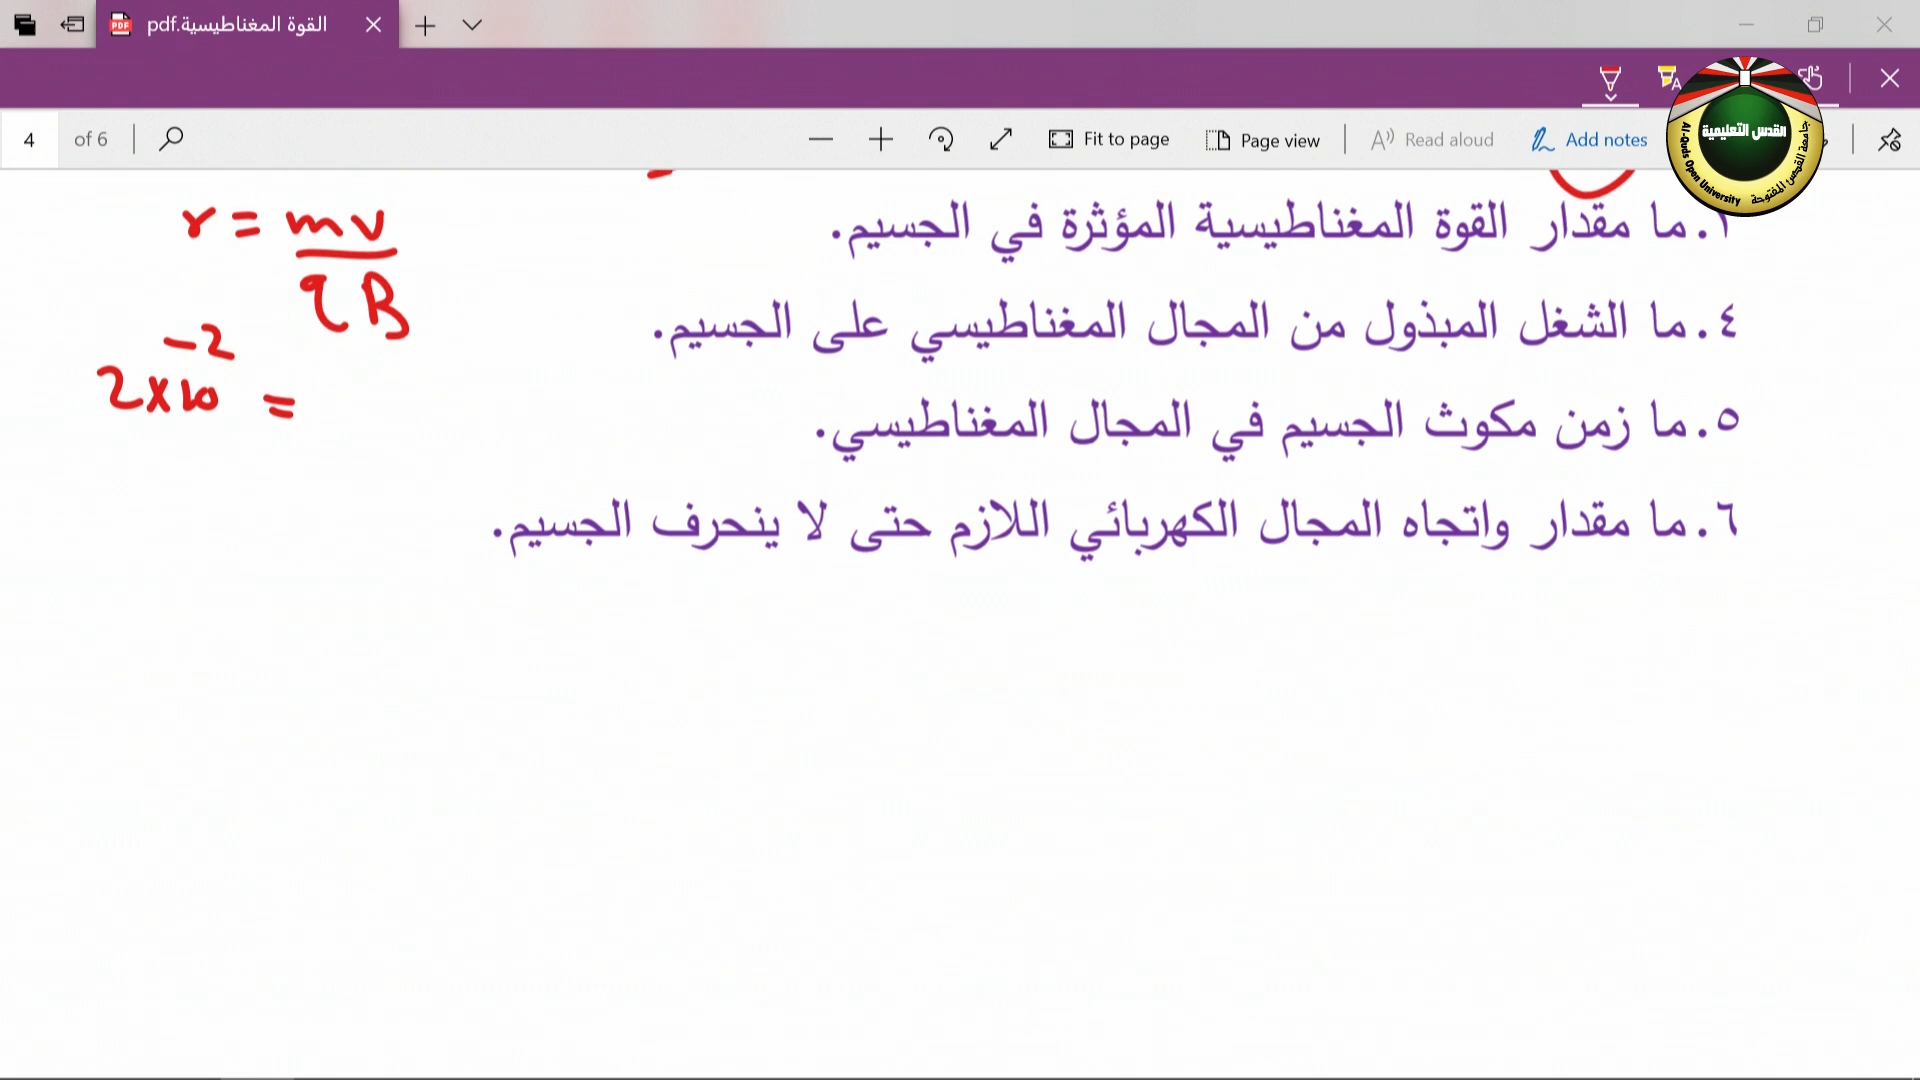 القوة المغناطيسية.pdf
4 of 6
Fit to page
Page view
Read aloud
Add notes
القدس التعليمية
جامعة القدس المفتوحة
Al-Quds Open University
r = mv
qB
2×10^-2 =
١. ما مقدار القوة المغناطيسية المؤثرة في الجسيم.
٤. ما الشغل المبذول من المجال المغناطيسي على الجسيم.
٥. ما زمن مكوث الجسيم في المجال المغناطيسي.
٦. ما مقدار واتجاه المجال الكهربائي اللازم حتى لا ينحرف الجسيم.